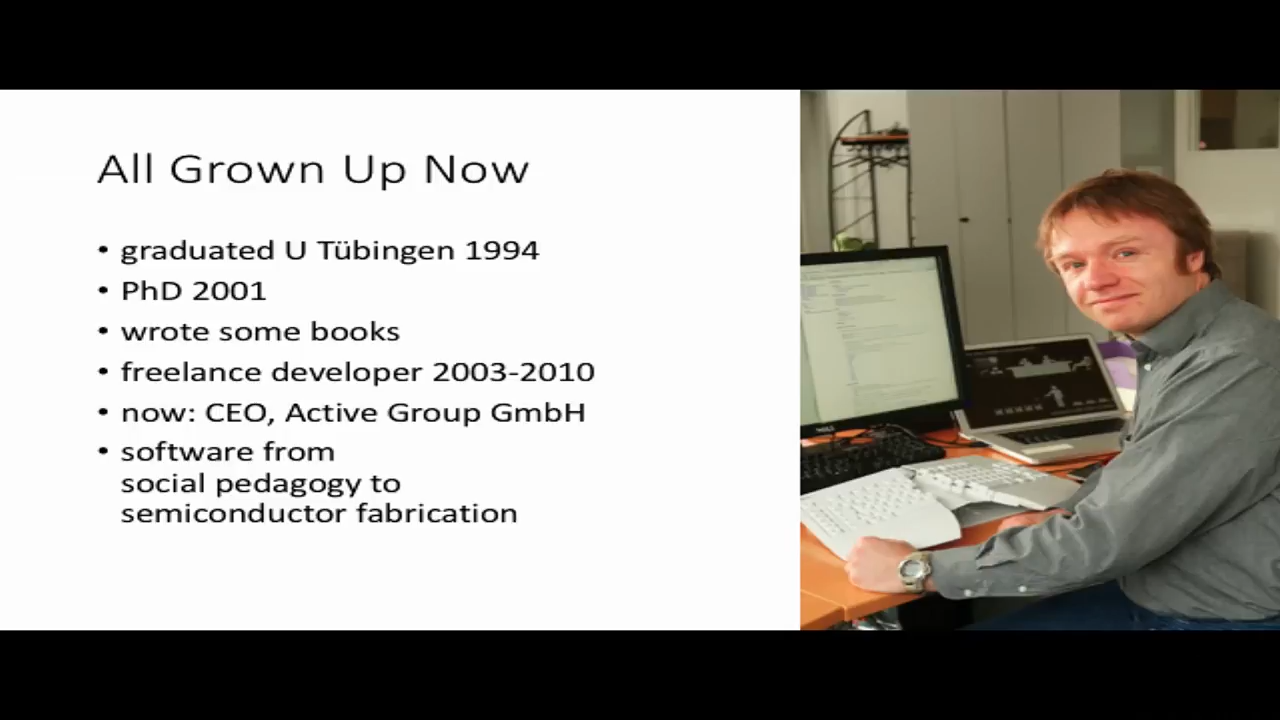 All Grown Up Now
• graduated U Tübingen 1994
• PhD 2001
• wrote some books
• freelance developer 2003-2010
• now: CEO, Active Group GmbH
• software from
social pedagogy to
semiconductor fabrication
DELL